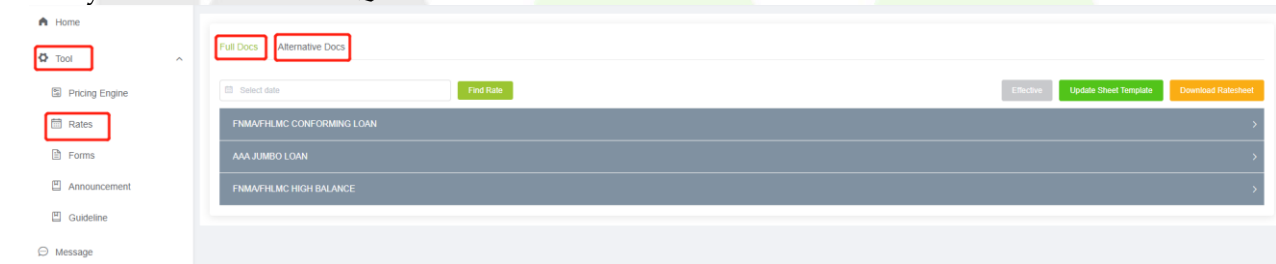 Home
Tool
Pricing Engine
Rates
Forms
Announcement
Guideline
Message
Full Docs Alternative Docs
Select date Find Rate Effective Update Sheet Template Download Ratesheet
FNMA/FHLMC CONFORMING LOAN
AAA JUMBO LOAN
FNMA/FHLMC HIGH BALANCE